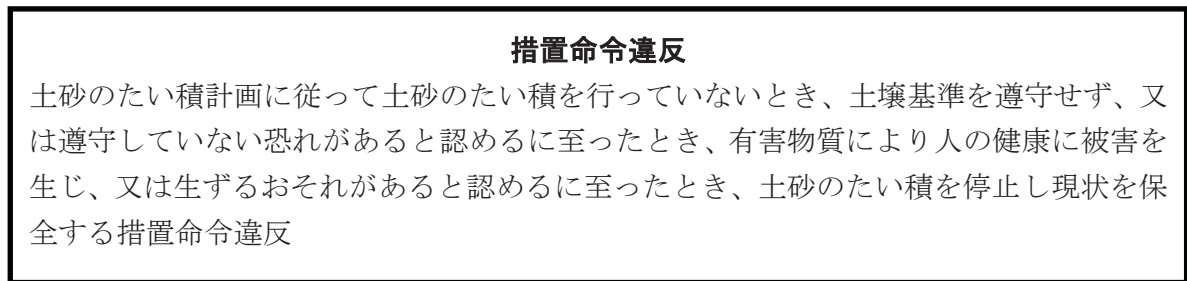 措置命令違反
土砂のたい積計画に従って土砂のたい積を行っていないとき、土壌基準を遵守せず、又
は遵守していない恐れがあると認めるに至ったとき、有害物質により人の健康に被害を
生じ、又は生ずるおそれがあると認めるに至ったとき、土砂のたい積を停止し現状を保
全する措置命令違反